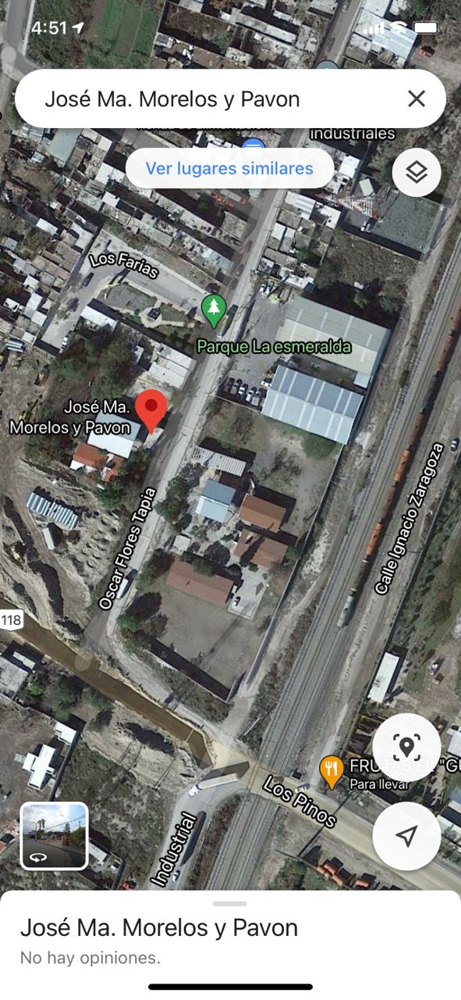 4:51
José Ma. Morelos y Pavon
industriales
Ver lugares similares
Los Farias
Parque La esmeralda
José Ma.
Morelos y Pavon
Oscar Flores Tapia
Calle Ignacio Zaragoza
118
FRUTAS EL "GÜ
Para llevar
Los Pinos
Industrial
José Ma. Morelos y Pavon
No hay opiniones.